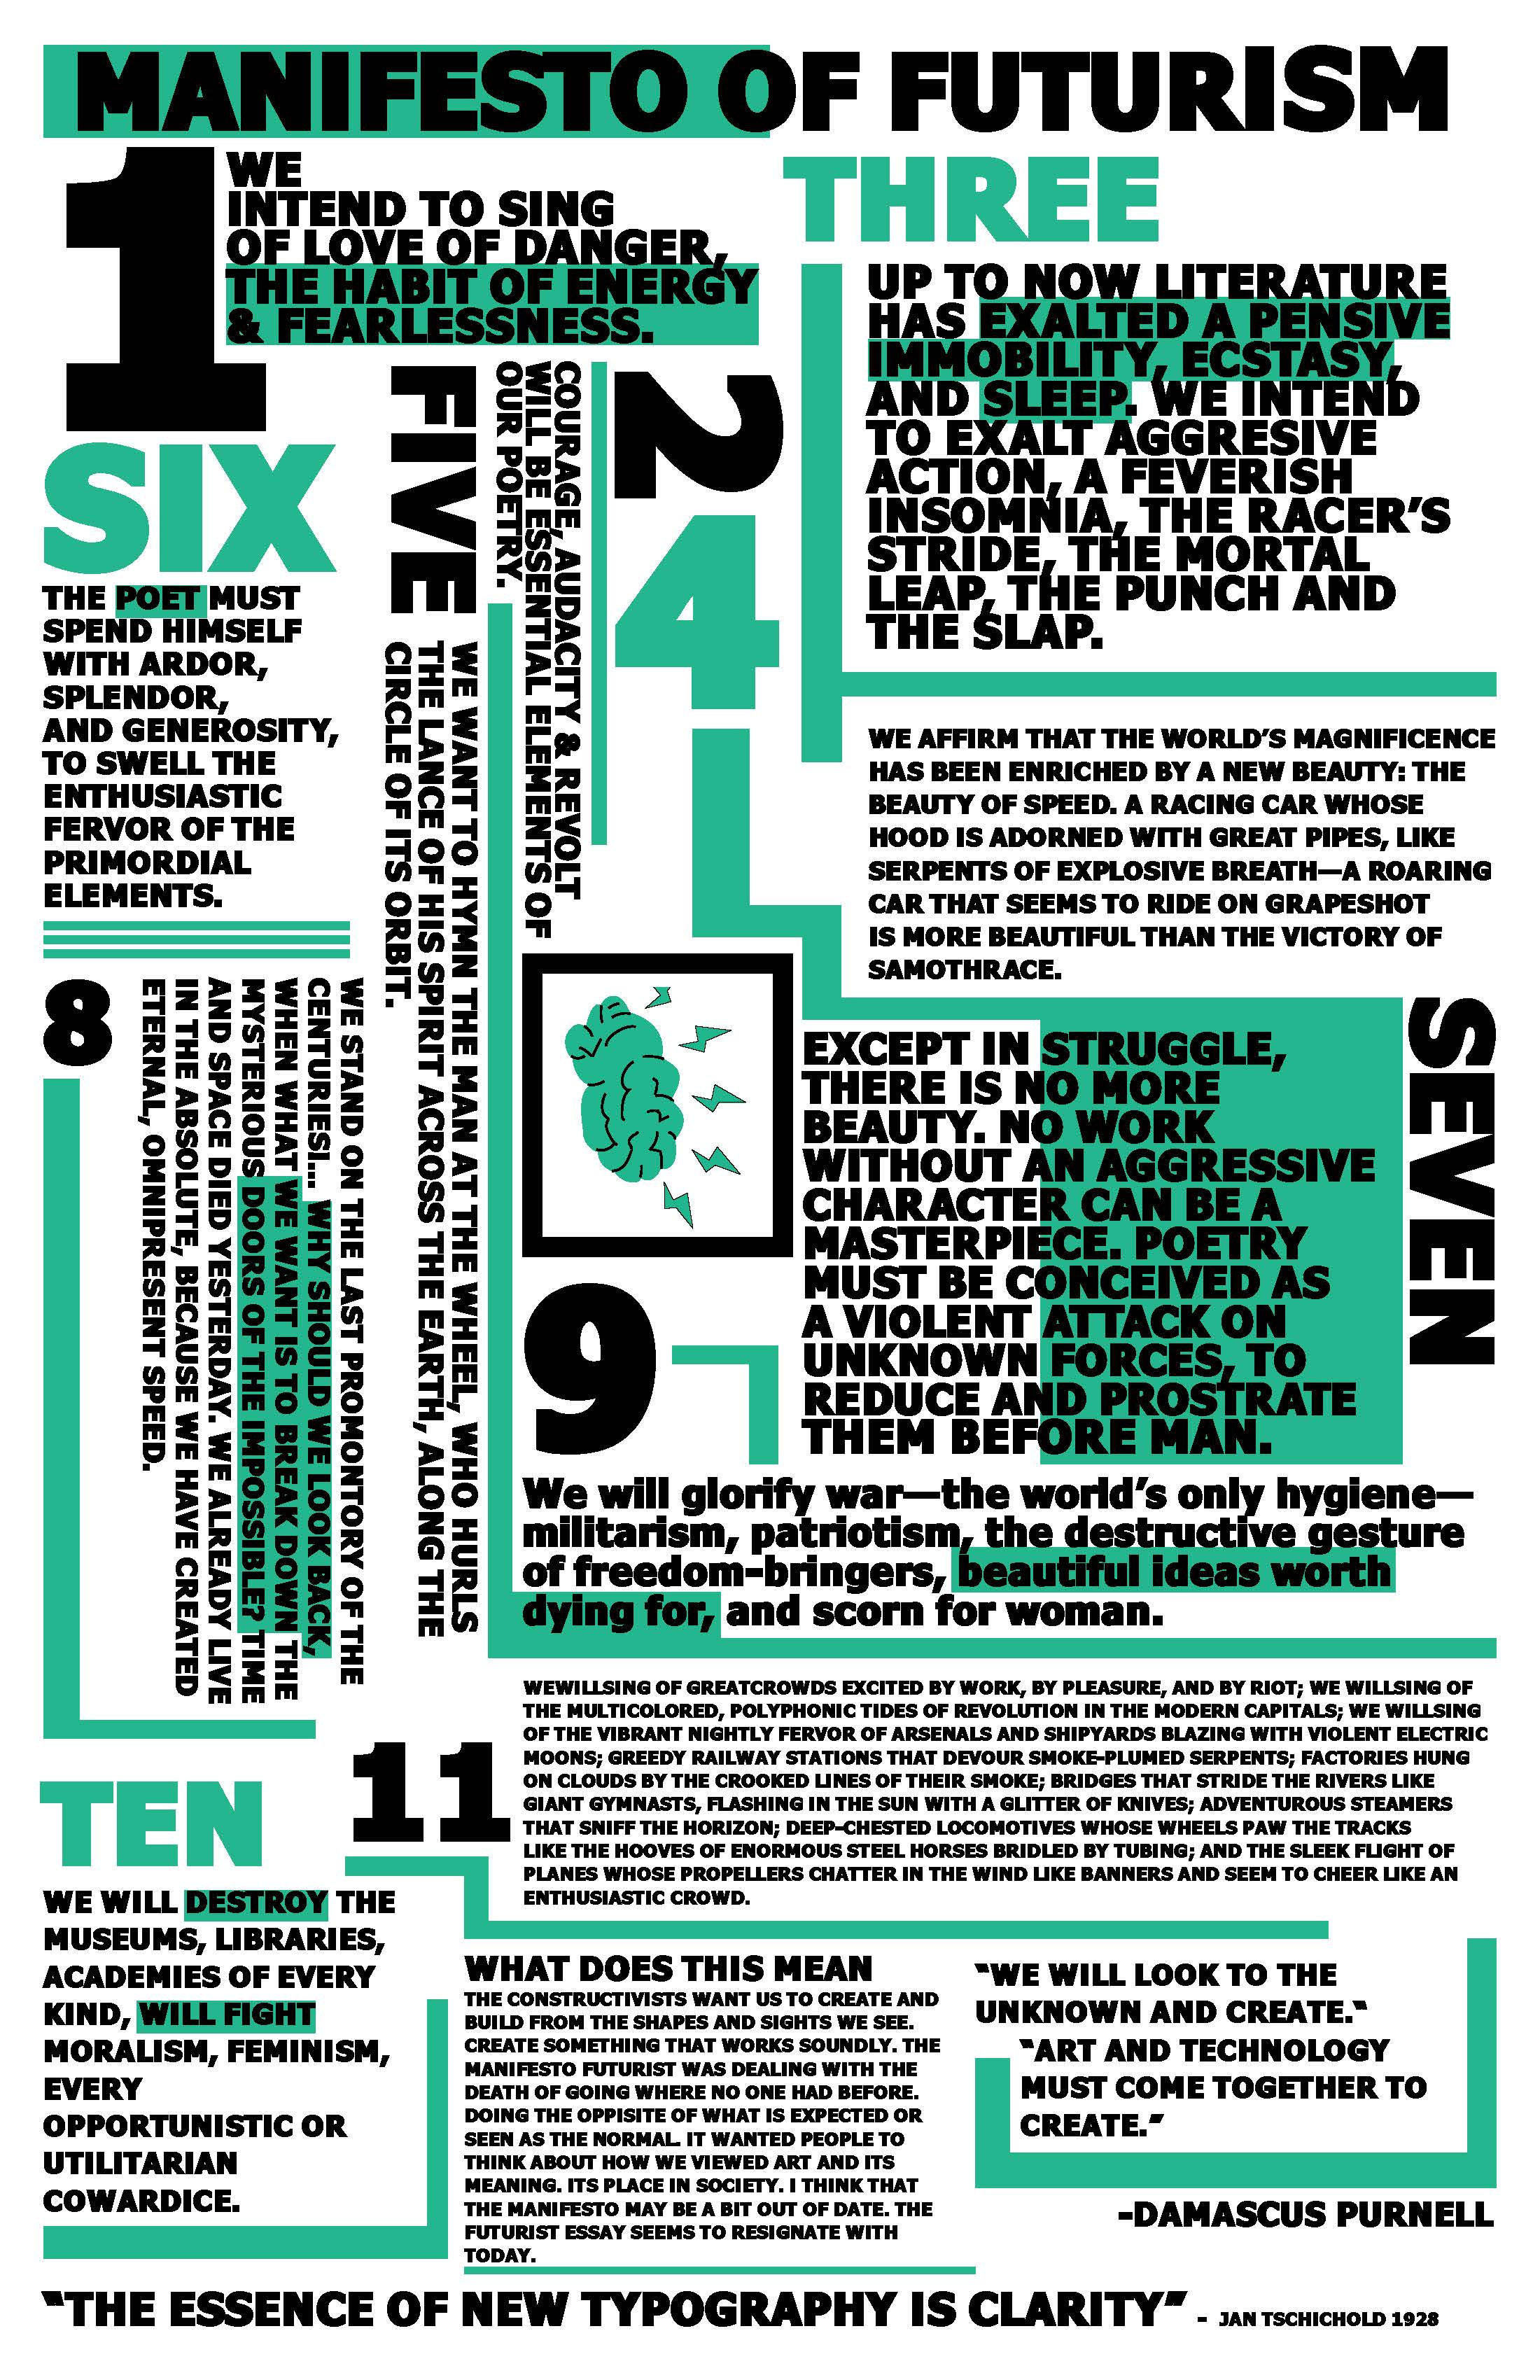 MANIFESTO OF FUTURISM
1
WE
INTEND TO SING
OF LOVE OF DANGER,
THE HABIT OF ENERGY
& FEARLESSNESS.
2
COURAGE, AUDACITY & REVOLT
WILL BE ESSENTIAL ELEMENTS OF
OUR POETRY.
THREE
UP TO NOW LITERATURE
HAS EXALTED A PENSIVE
IMMOBILITY, ECSTASY,
AND SLEEP. WE INTEND
TO EXALT AGGRESIVE
ACTION, A FEVERISH
INSOMNIA, THE RACER'S
STRIDE, THE MORTAL
LEAP, THE PUNCH AND
THE SLAP.
4
WE AFFIRM THAT THE WORLD'S MAGNIFICENCE
HAS BEEN ENRICHED BY A NEW BEAUTY: THE
BEAUTY OF SPEED. A RACING CAR WHOSE
HOOD IS ADORNED WITH GREAT PIPES, LIKE
SERPENTS OF EXPLOSIVE BREATH—A ROARING
CAR THAT SEEMS TO RIDE ON GRAPESHOT
IS MORE BEAUTIFUL THAN THE VICTORY OF
SAMOTHRACE.
FIVE
WE WANT TO HYMN THE MAN AT THE WHEEL, WHO HURLS
THE LANCE OF HIS SPIRIT ACROSS THE EARTH, ALONG THE
CIRCLE OF ITS ORBIT.
SIX
THE POET MUST
SPEND HIMSELF
WITH ARDOR,
SPLENDOR,
AND GENEROSITY,
TO SWELL THE
ENTHUSIASTIC
FERVOR OF THE
PRIMORDIAL
ELEMENTS.
SEVEN
EXCEPT IN STRUGGLE,
THERE IS NO MORE
BEAUTY. NO WORK
WITHOUT AN AGGRESSIVE
CHARACTER CAN BE A
MASTERPIECE. POETRY
MUST BE CONCEIVED AS
A VIOLENT ATTACK ON
UNKNOWN FORCES, TO
REDUCE AND PROSTRATE
THEM BEFORE MAN.
8
WE STAND ON THE LAST PROMONTORY OF THE
CENTURIESI... WHY SHOULD WE LOOK BACK,
WHEN WHAT WE WANT IS TO BREAK DOWN THE
MYSTERIOUS DOORS OF THE IMPOSSIBLE? TIME
AND SPACE DIED YESTERDAY. WE ALREADY LIVE
IN THE ABSOLUTE, BECAUSE WE HAVE CREATED
ETERNAL, OMNIPRESENT SPEED.
9
We will glorify war—the world's only hygiene—
militarism, patriotism, the destructive gesture
of freedom-bringers, beautiful ideas worth
dying for, and scorn for woman.
TEN
WE WILL DESTROY THE
MUSEUMS, LIBRARIES,
ACADEMIES OF EVERY
KIND, WILL FIGHT
MORALISM, FEMINISM,
EVERY
OPPORTUNISTIC OR
UTILITARIAN
COWARDICE.
11
WEWILLSING OF GREATCROWDS EXCITED BY WORK, BY PLEASURE, AND BY RIOT; WE WILLSING OF
THE MULTICOLORED, POLYPHONIC TIDES OF REVOLUTION IN THE MODERN CAPITALS; WE WILLSING
OF THE VIBRANT NIGHTLY FERVOR OF ARSENALS AND SHIPYARDS BLAZING WITH VIOLENT ELECTRIC
MOONS; GREEDY RAILWAY STATIONS THAT DEVOUR SMOKE-PLUMED SERPENTS; FACTORIES HUNG
ON CLOUDS BY THE CROOKED LINES OF THEIR SMOKE; BRIDGES THAT STRIDE THE RIVERS LIKE
GIANT GYMNASTS, FLASHING IN THE SUN WITH A GLITTER OF KNIVES; ADVENTUROUS STEAMERS
THAT SNIFF THE HORIZON; DEEP-CHESTED LOCOMOTIVES WHOSE WHEELS PAW THE TRACKS
LIKE THE HOOVES OF ENORMOUS STEEL HORSES BRIDLED BY TUBING; AND THE SLEEK FLIGHT OF
PLANES WHOSE PROPELLERS CHATTER IN THE WIND LIKE BANNERS AND SEEM TO CHEER LIKE AN
ENTHUSIASTIC CROWD.
WHAT DOES THIS MEAN
THE CONSTRUCTIVISTS WANT US TO CREATE AND
BUILD FROM THE SHAPES AND SIGHTS WE SEE.
CREATE SOMETHING THAT WORKS SOUNDLY. THE
MANIFESTO FUTURIST WAS DEALING WITH THE
DEATH OF GOING WHERE NO ONE HAD BEFORE.
DOING THE OPPISITE OF WHAT IS EXPECTED OR
SEEN AS THE NORMAL. IT WANTED PEOPLE TO
THINK ABOUT HOW WE VIEWED ART AND ITS
MEANING. ITS PLACE IN SOCIETY. I THINK THAT
THE MANIFESTO MAY BE A BIT OUT OF DATE. THE
FUTURIST ESSAY SEEMS TO RESIGNATE WITH
TODAY.
"WE WILL LOOK TO THE
UNKNOWN AND CREATE."
"ART AND TECHNOLOGY
MUST COME TOGETHER TO
CREATE."
-DAMASCUS PURNELL
"THE ESSENCE OF NEW TYPOGRAPHY IS CLARITY" - JAN TSCHICHOLD 1928